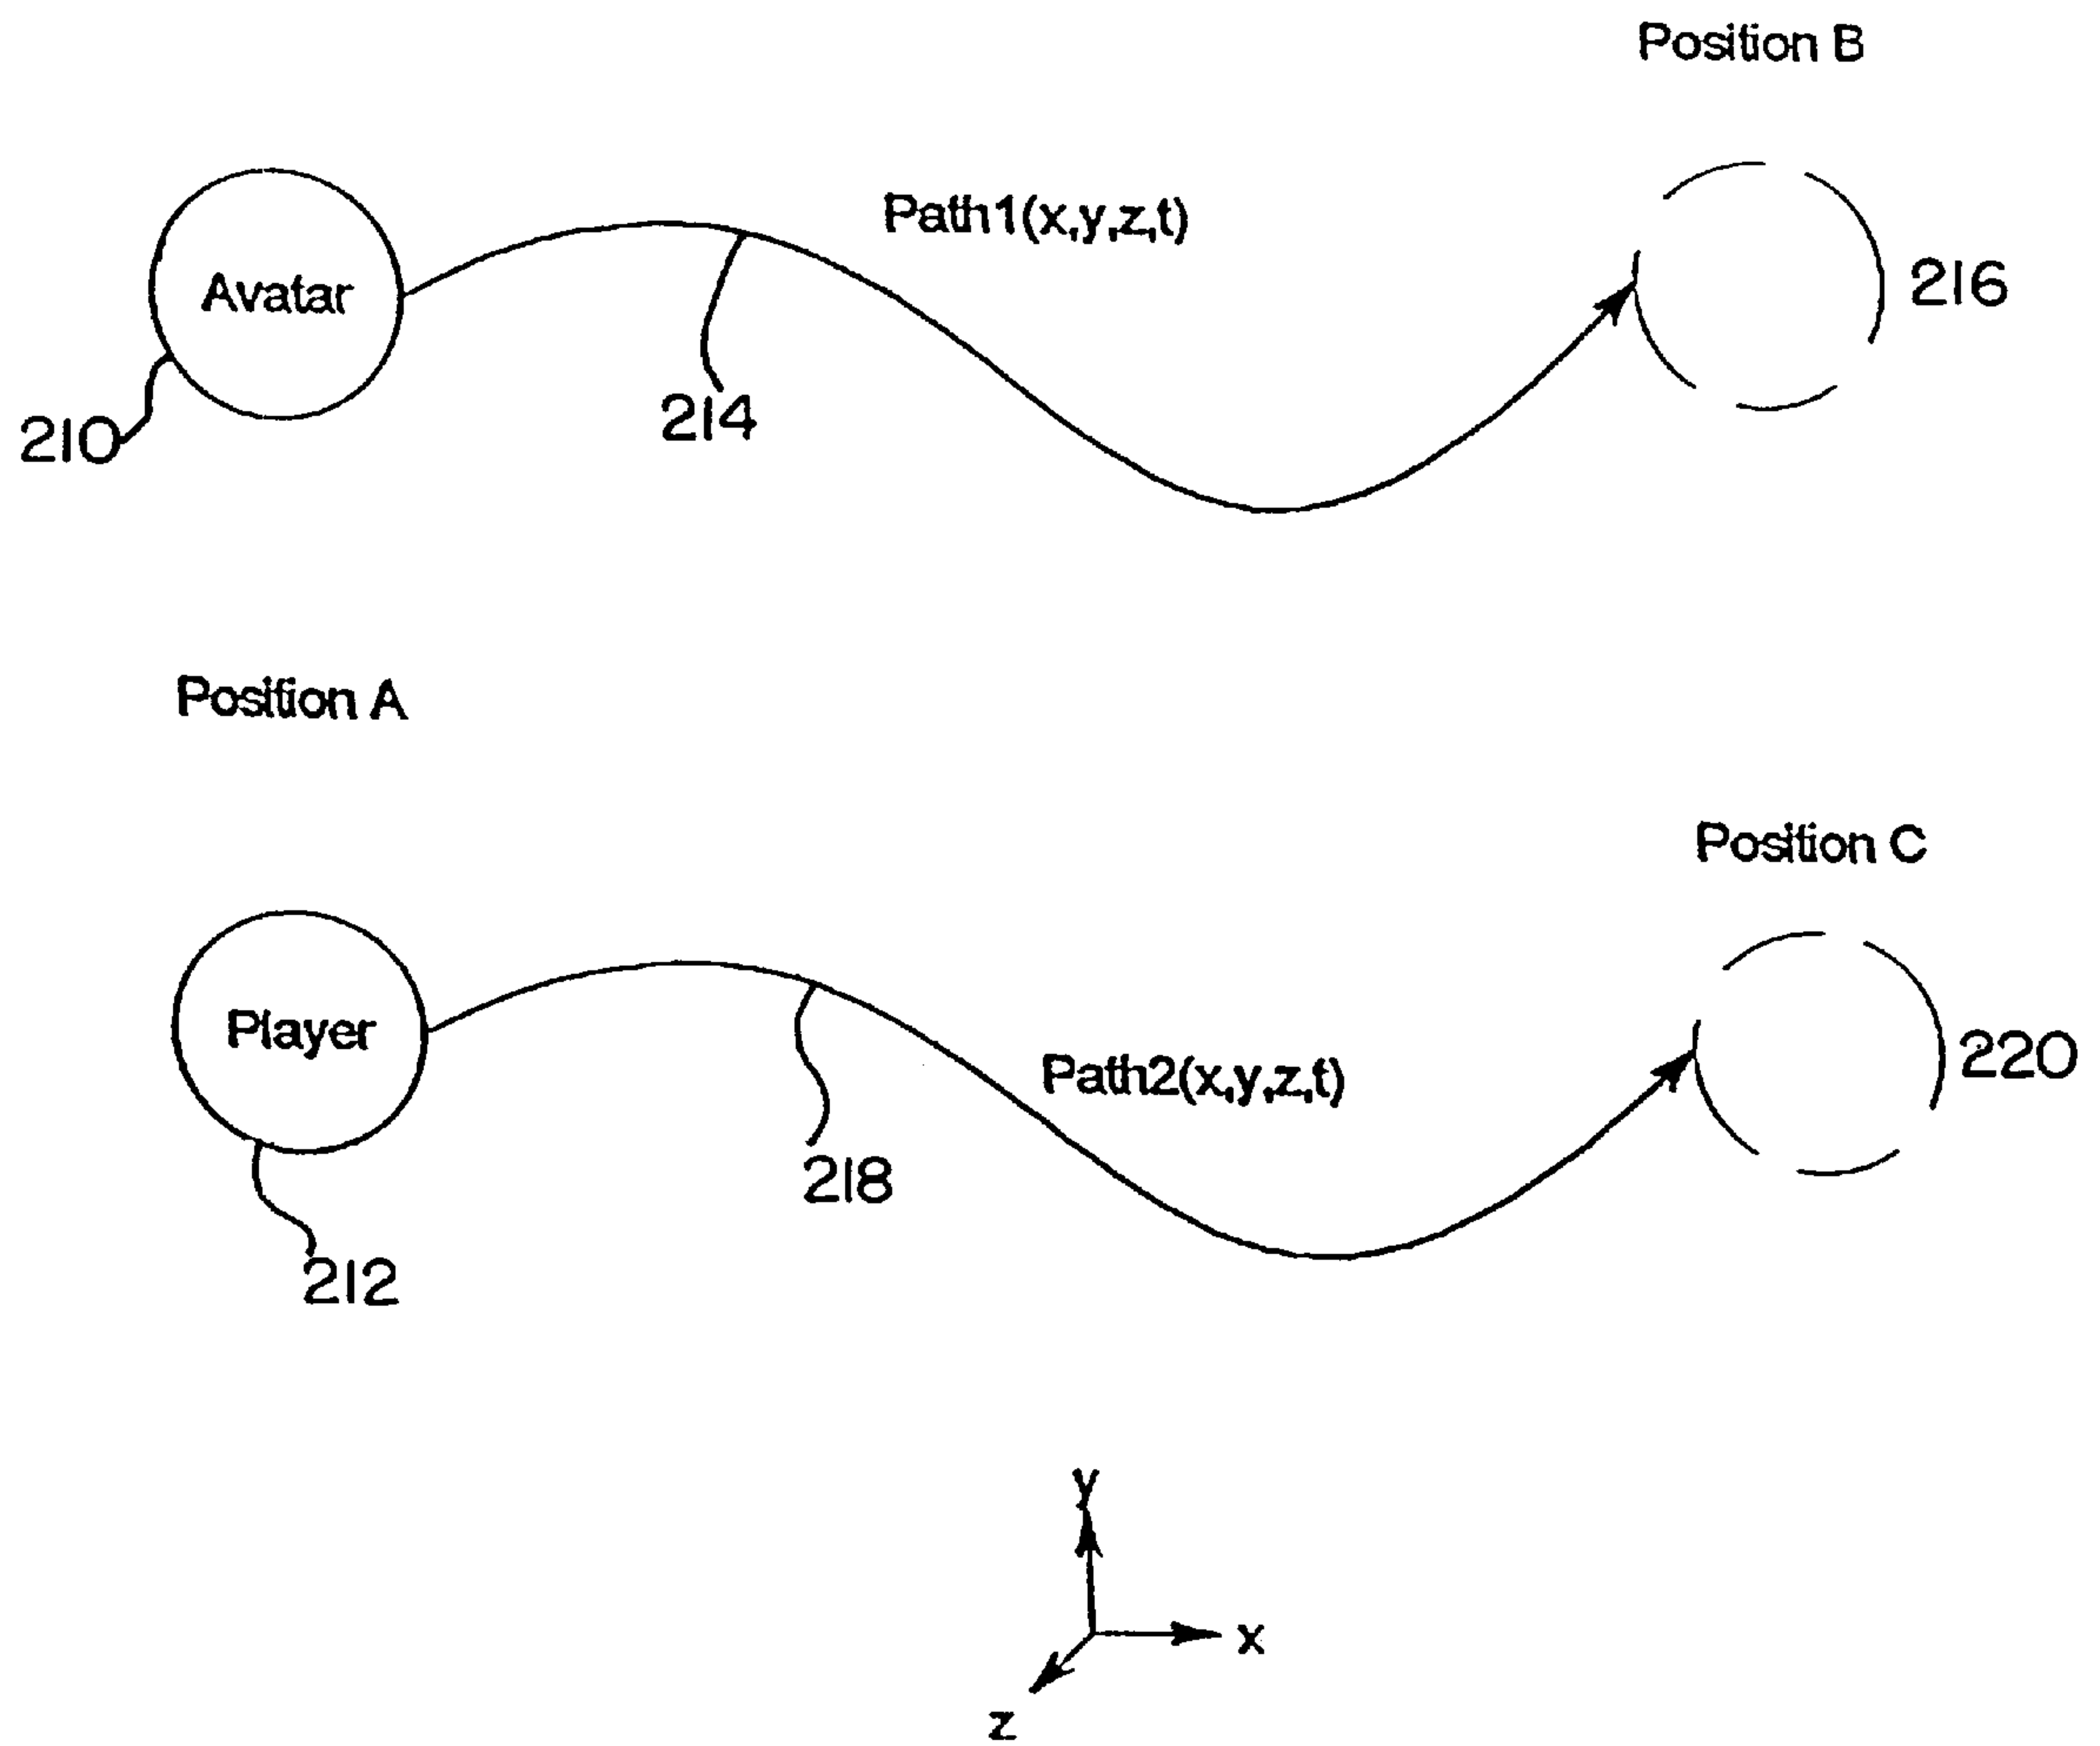 Position B
Path1(x,y,z,t)
Avatar
216
210
214
Position A
Position C
Player
Path2(x,y,z,t)
220
218
212
y
x
z